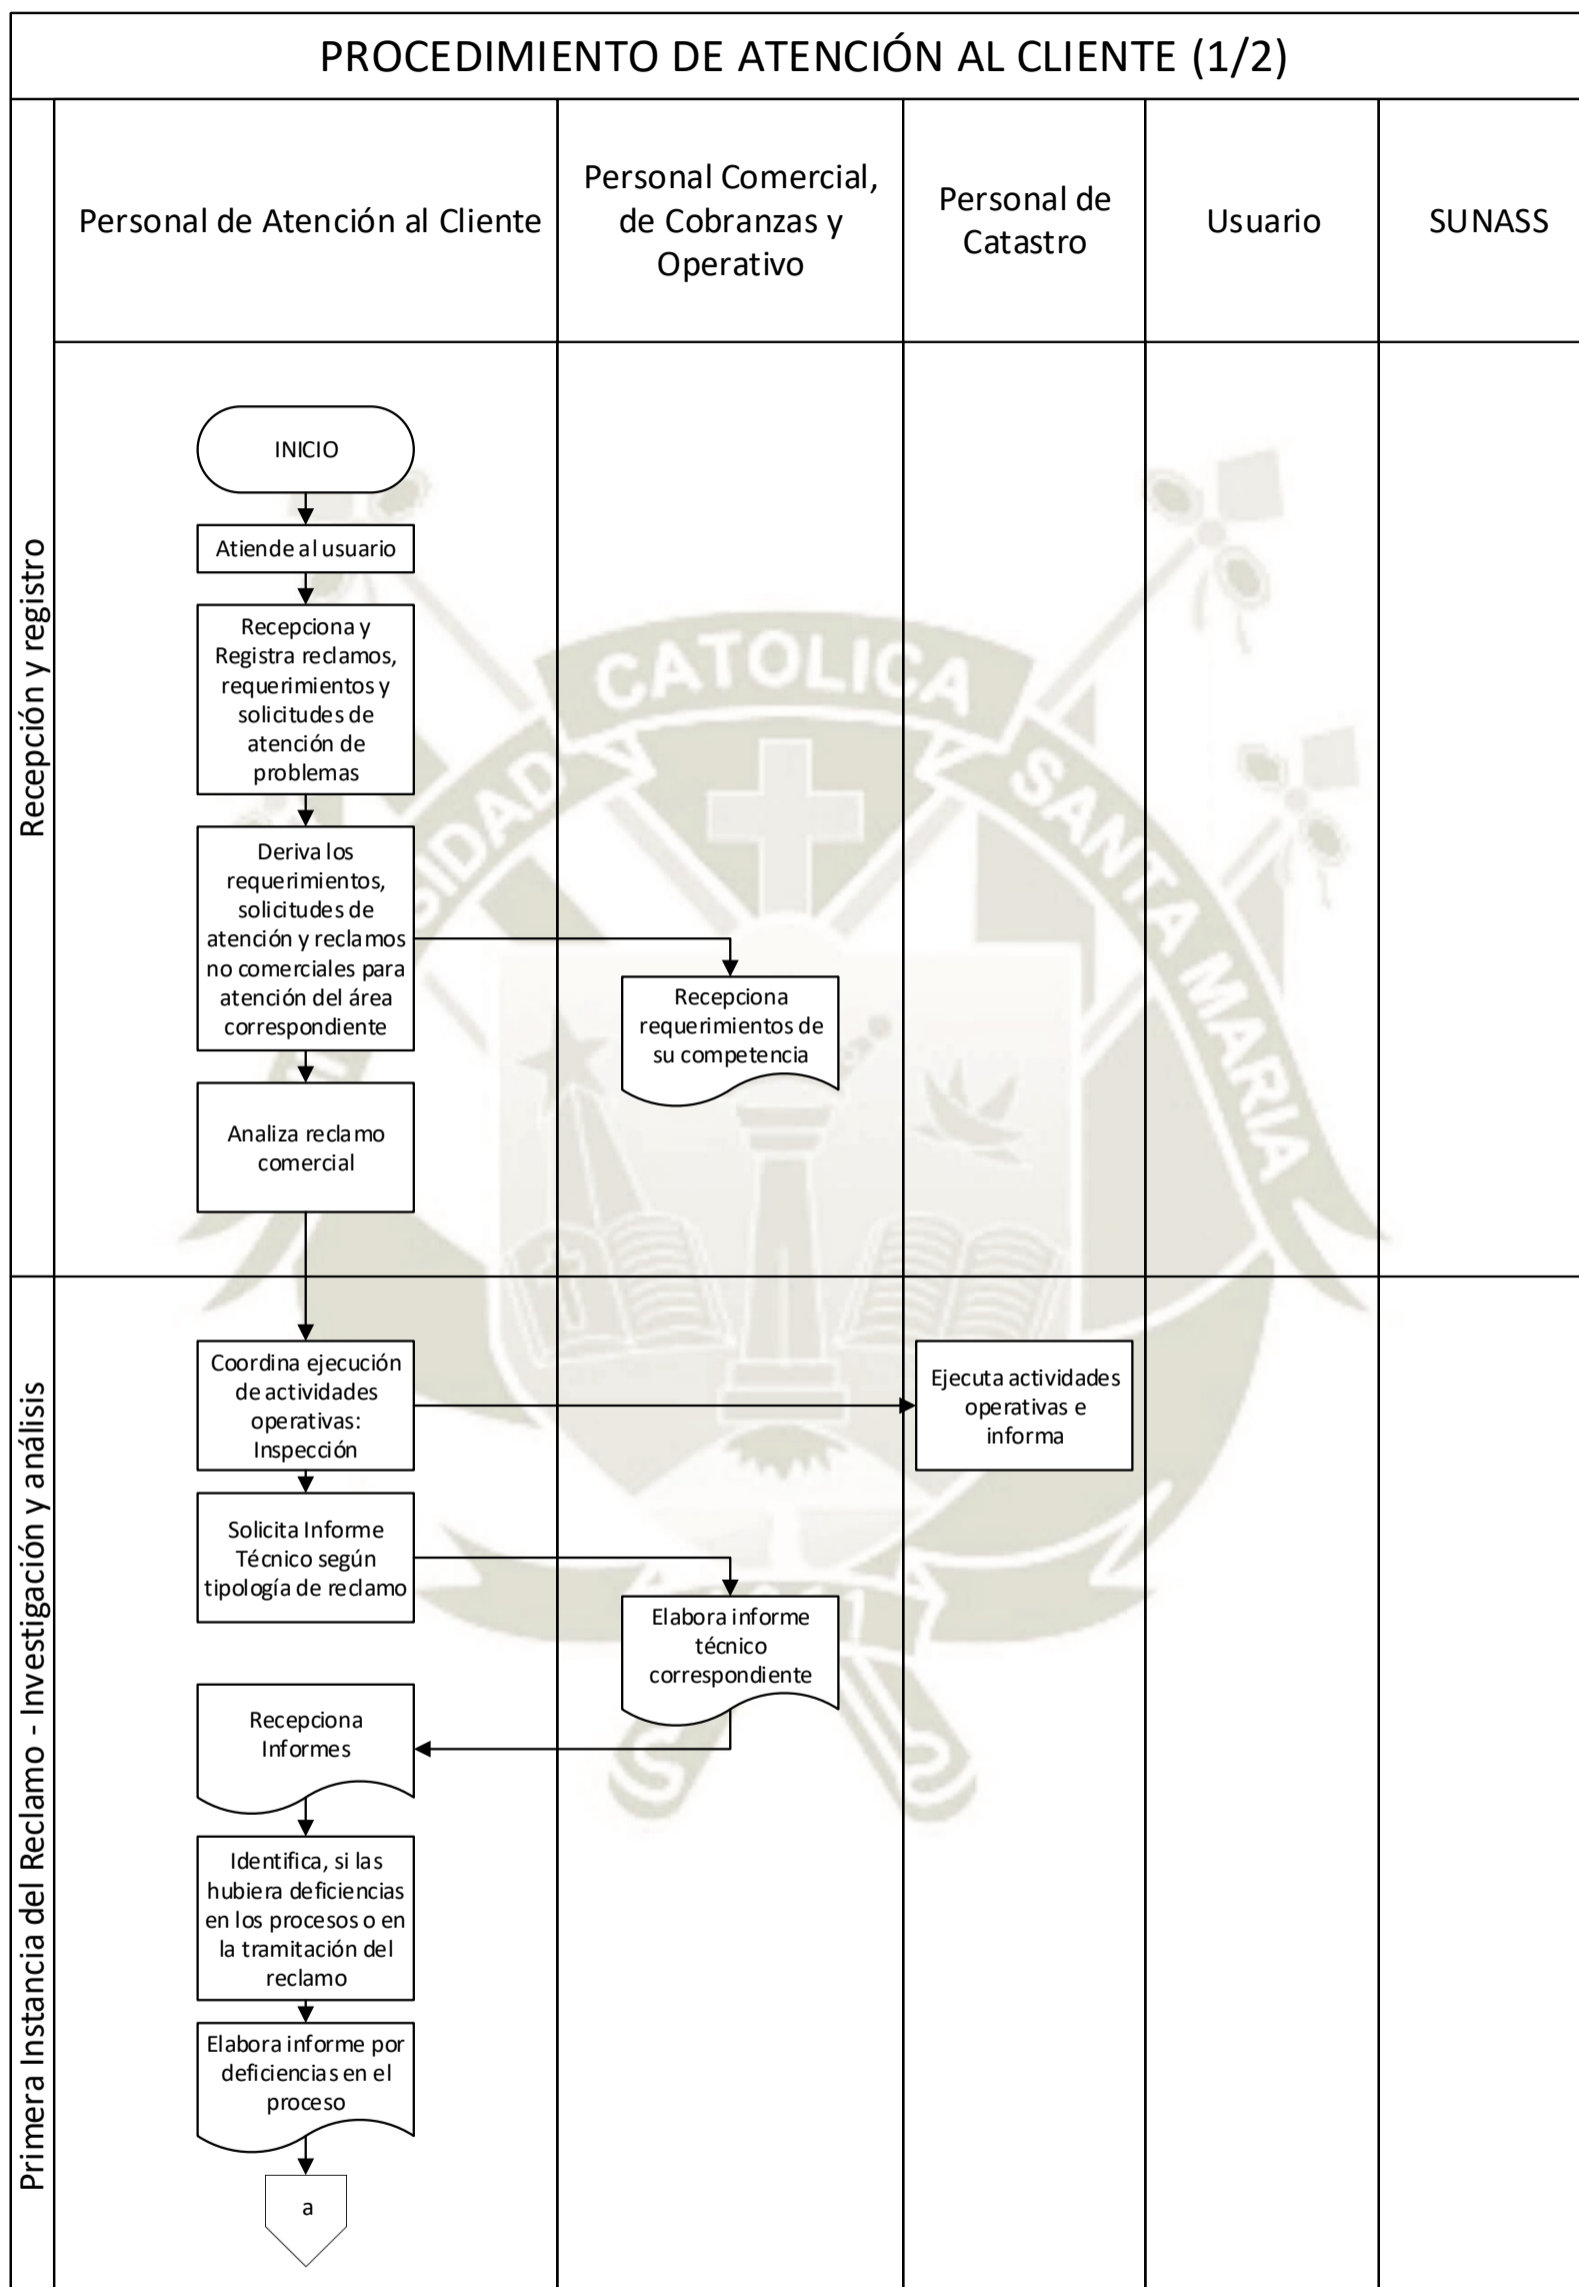 PROCEDIMIENTO DE ATENCIÓN AL CLIENTE (1/2)
Personal de Atención al Cliente
Personal Comercial,
de Cobranzas y
Operativo
Personal de
Catastro
Usuario
SUNASS
Recepción y registro
INICIO
Atiende al usuario
Recepciona y
Registra reclamos,
requerimientos y
solicitudes de
atención de
problemas
Deriva los
requerimientos,
solicitudes de
atención y reclamos
no comerciales para
atención del área
correspondiente
Recepciona
requerimientos de
su competencia
Analiza reclamo
comercial
Primera Instancia del Reclamo - Investigación y análisis
Coordina ejecución
de actividades
operativas:
Inspección
Ejecuta actividades
operativas e
informa
Solicita Informe
Técnico según
tipología de reclamo
Elabora informe
técnico
correspondiente
Recepciona
Informes
Identifica, si las
hubiera deficiencias
en los procesos o en
la tramitación del
reclamo
Elabora informe por
deficiencias en el
proceso
a
CATOLICA
SANTA MARIA